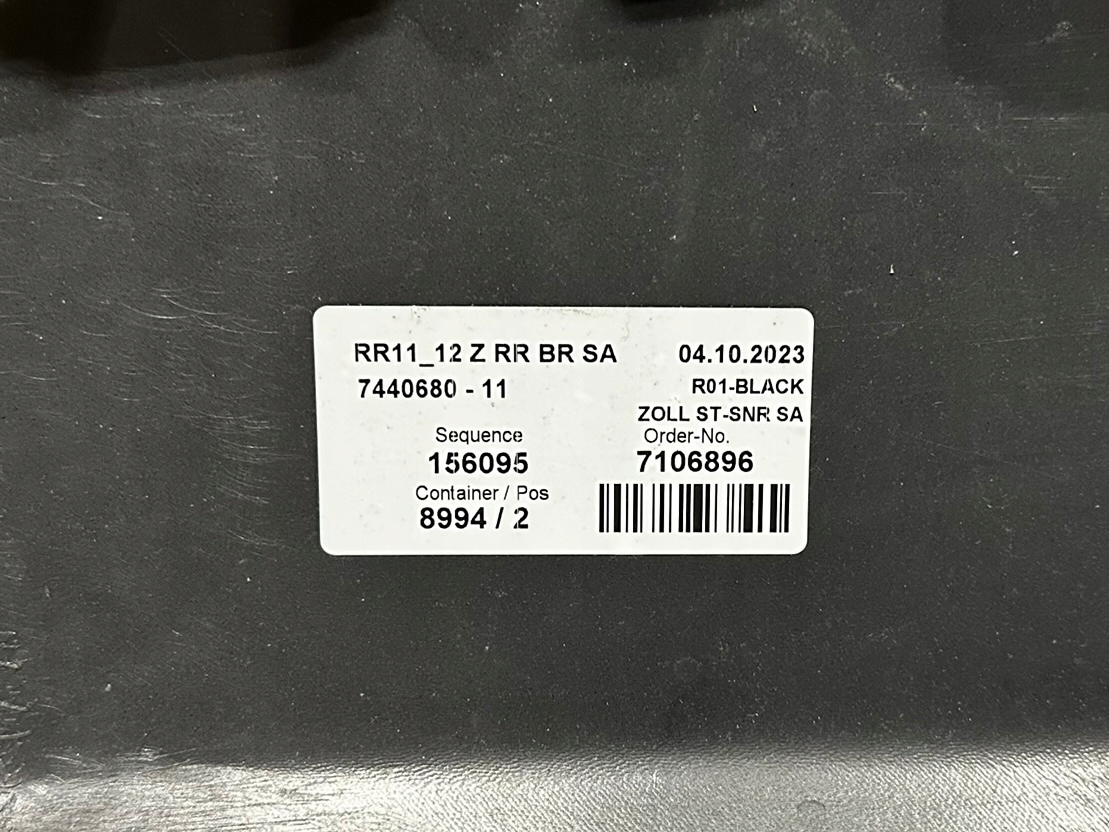 RR11_12 Z RR BR SA 04.10.2023
7440680 - 11 R01-BLACK
ZOLL ST-SNR SA
Sequence Order-No.
156095 7106896
Container / Pos
8994 / 2